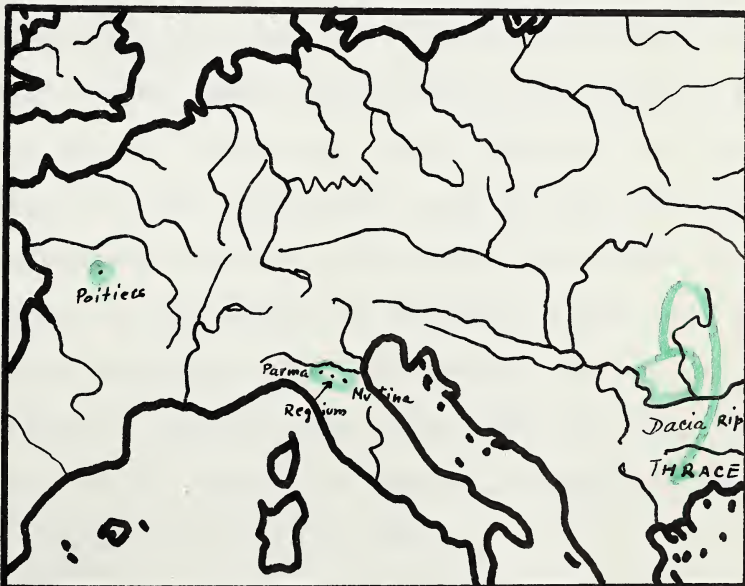 Poitiers
Parma
Mutina
Regium
Dacia Rip
THRACE